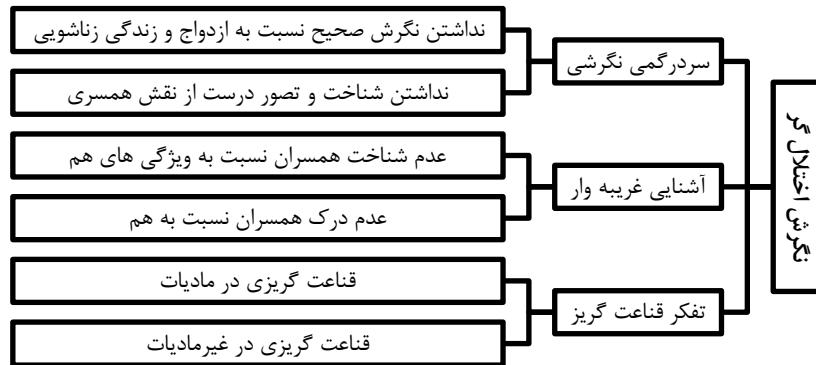 نگرش اختلال گر
سردرگمی نگرشی
نداشتن نگرش صحیح نسبت به ازدواج و زندگی زناشویی
نداشتن شناخت و تصور درست از نقش همسری
آشنایی غریبه وار
عدم شناخت همسران نسبت به ویژگی های هم
عدم درک همسران نسبت به هم
تفکر قناعت گریز
قناعت گریزی در مادیات
قناعت گریزی در غیرمادیات